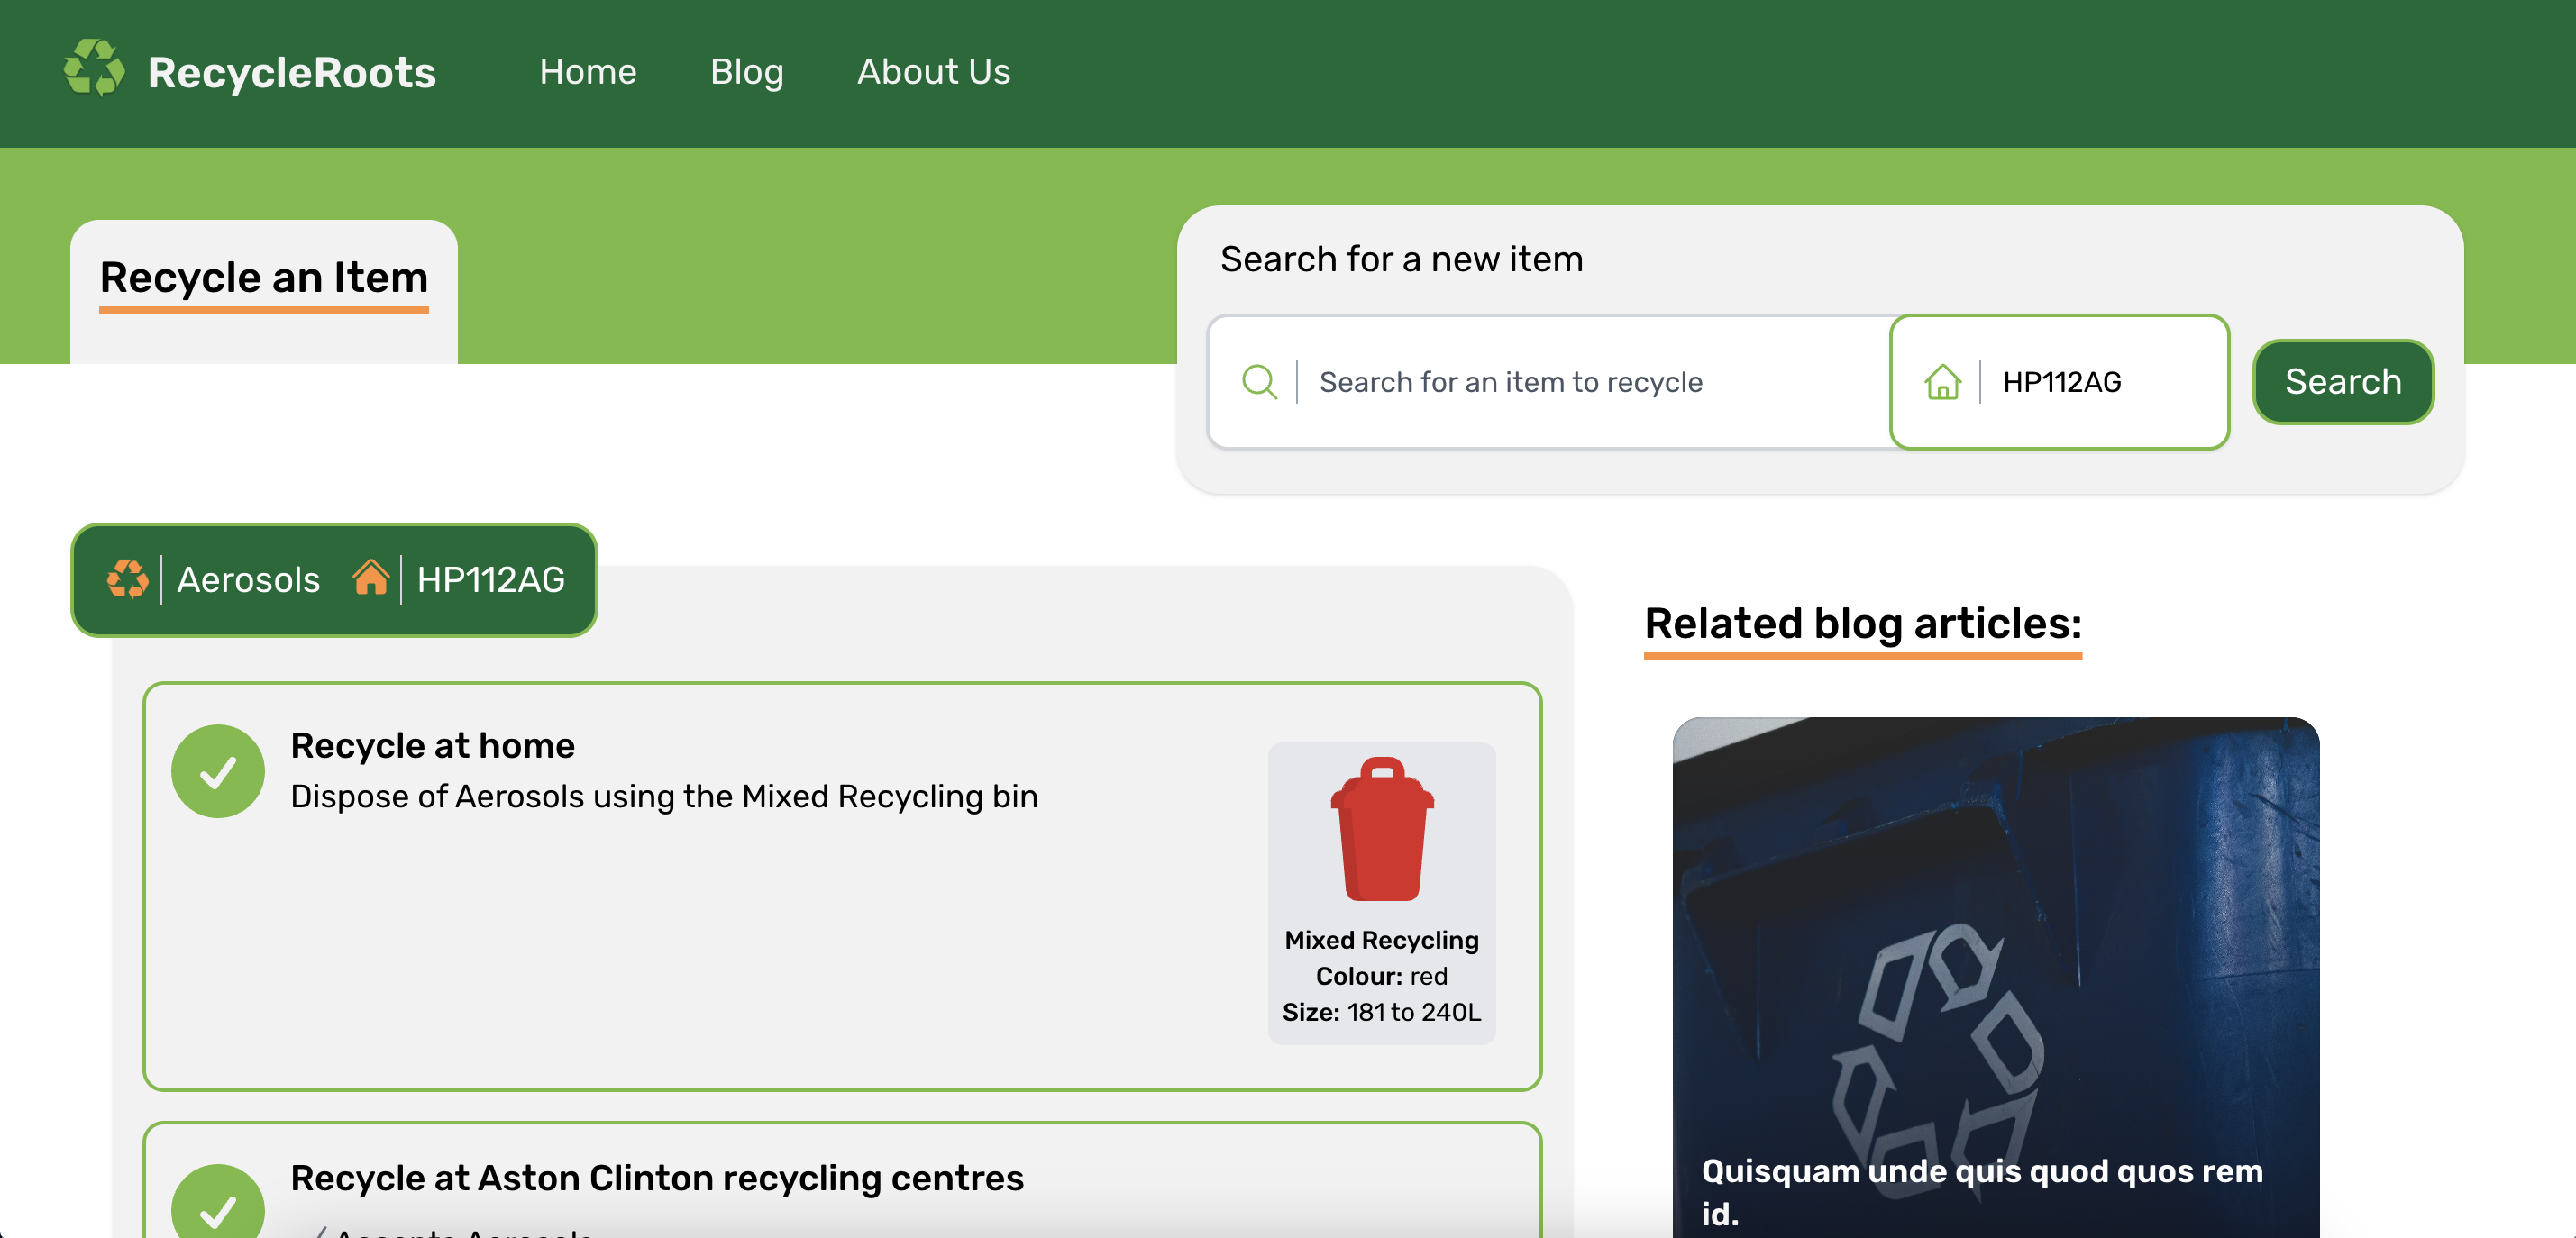 RecycleRoots
Home
Blog
About Us
Recycle an Item
Search for a new item
Search for an item to recycle
HP112AG
Search
Aerosols
HP112AG
Recycle at home
Dispose of Aerosols using the Mixed Recycling bin
Mixed Recycling
Colour: red
Size: 181 to 240L
Recycle at Aston Clinton recycling centres
Accepts Aerosols
Related blog articles:
Quisquam unde quis quod quos rem
id.